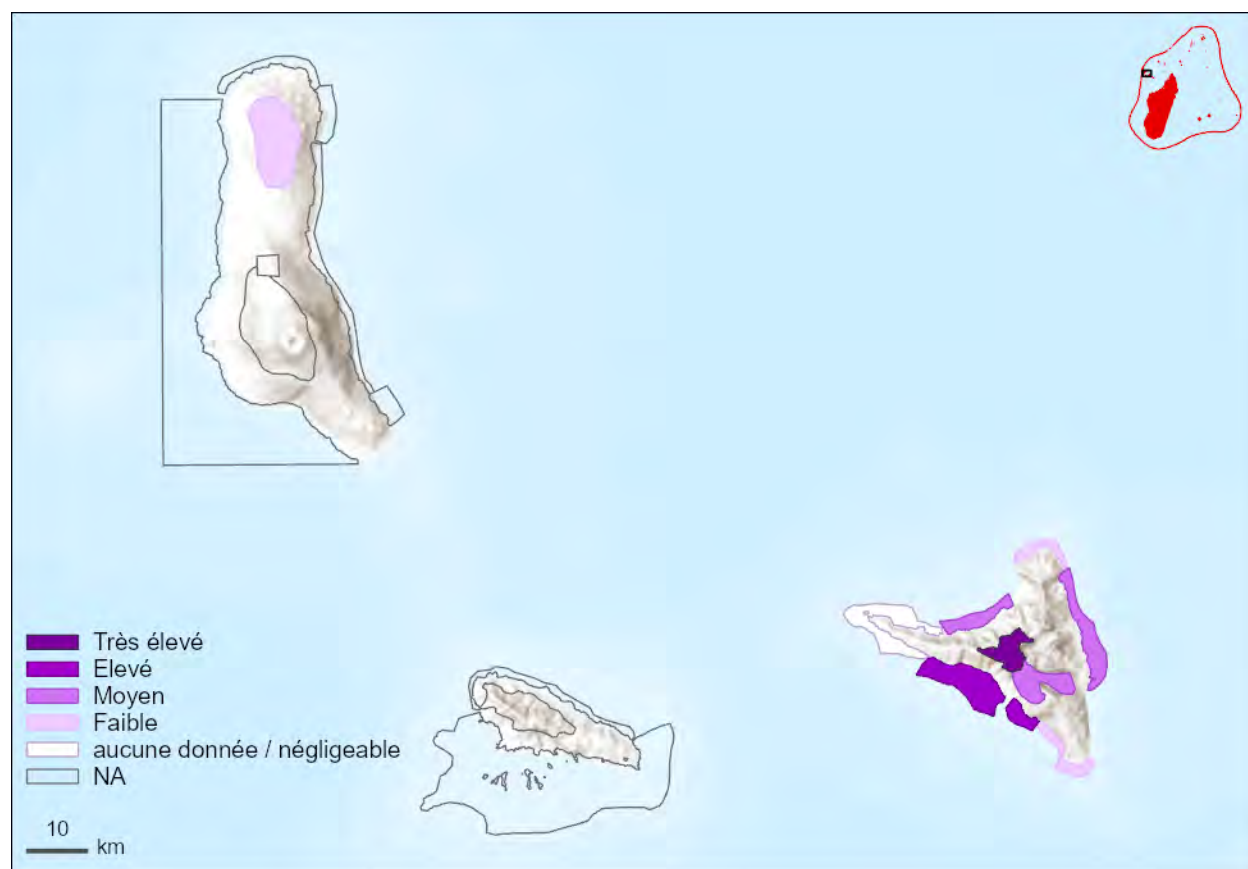 Très élevé
Elevé
Moyen
Faible
aucune donnée / négligeable
NA
10
km